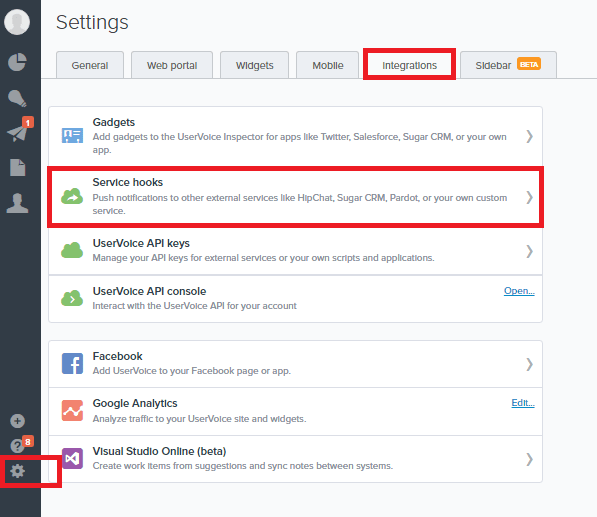 Settings
General
Web portal
Widgets
Mobile
Integrations
Sidebar BETA
Gadgets
Add gadgets to the UserVoice Inspector for apps like Twitter, Salesforce, Sugar CRM, or your own
app.
1
Service hooks
Push notifications to other external services like HipChat, Sugar CRM, Pardot, or your own custom
service.
UserVoice API keys
Manage your API keys for external services or your own scripts and applications.
UserVoice API console
Open...
Interact with the UserVoice API for your account
Facebook
Add UserVoice to your Facebook page or app.
Google Analytics
Edit...
Analyze traffic to your UserVoice site and widgets.
8
Visual Studio Online (beta)
Create work items from suggestions and sync notes between systems.